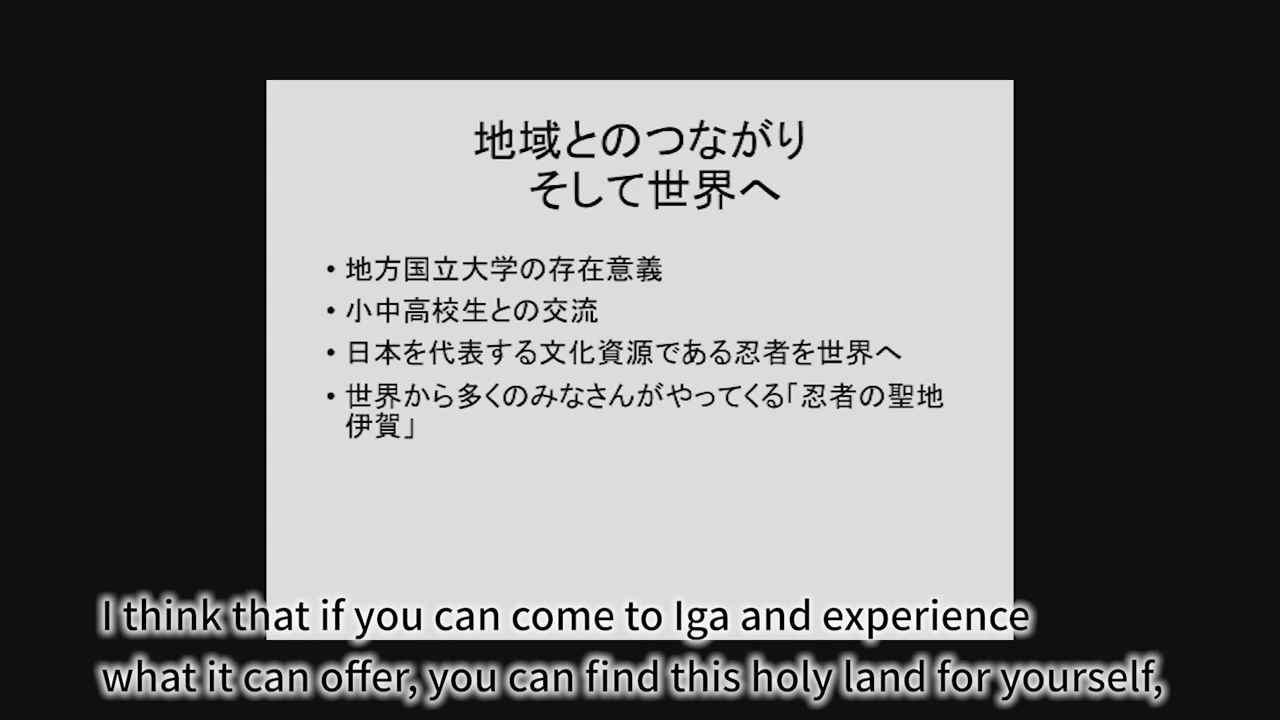 地域とのつながり
そして世界へ
・地方国立大学の存在意義
・小中高校生との交流
・日本を代表する文化資源である忍者を世界へ
・世界から多くのみなさんがやってくる「忍者の聖地
伊賀」
I think that if you can come to Iga and experience
what it can offer, you can find this holy land for yourself,